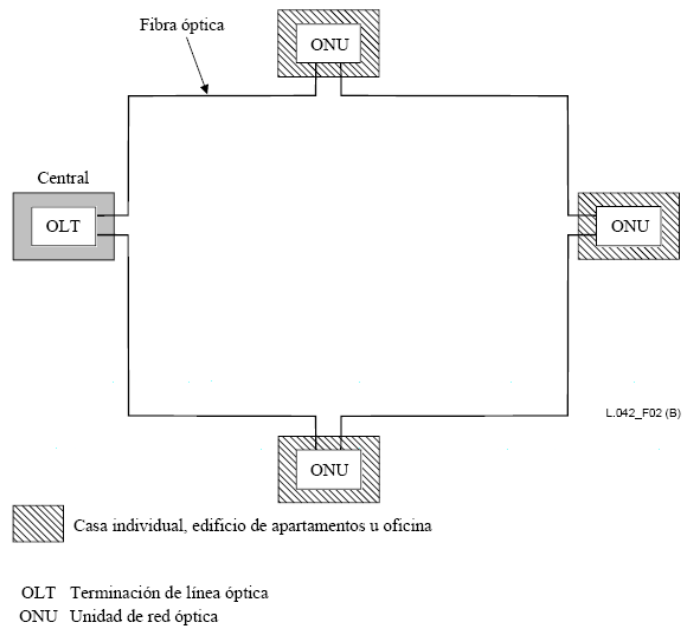 Fibra óptica
ONU
Central
OLT
ONU
L.042_F02 (B)
ONU
Casa individual, edificio de apartamentos u oficina
OLT Terminación de línea óptica
ONU Unidad de red óptica